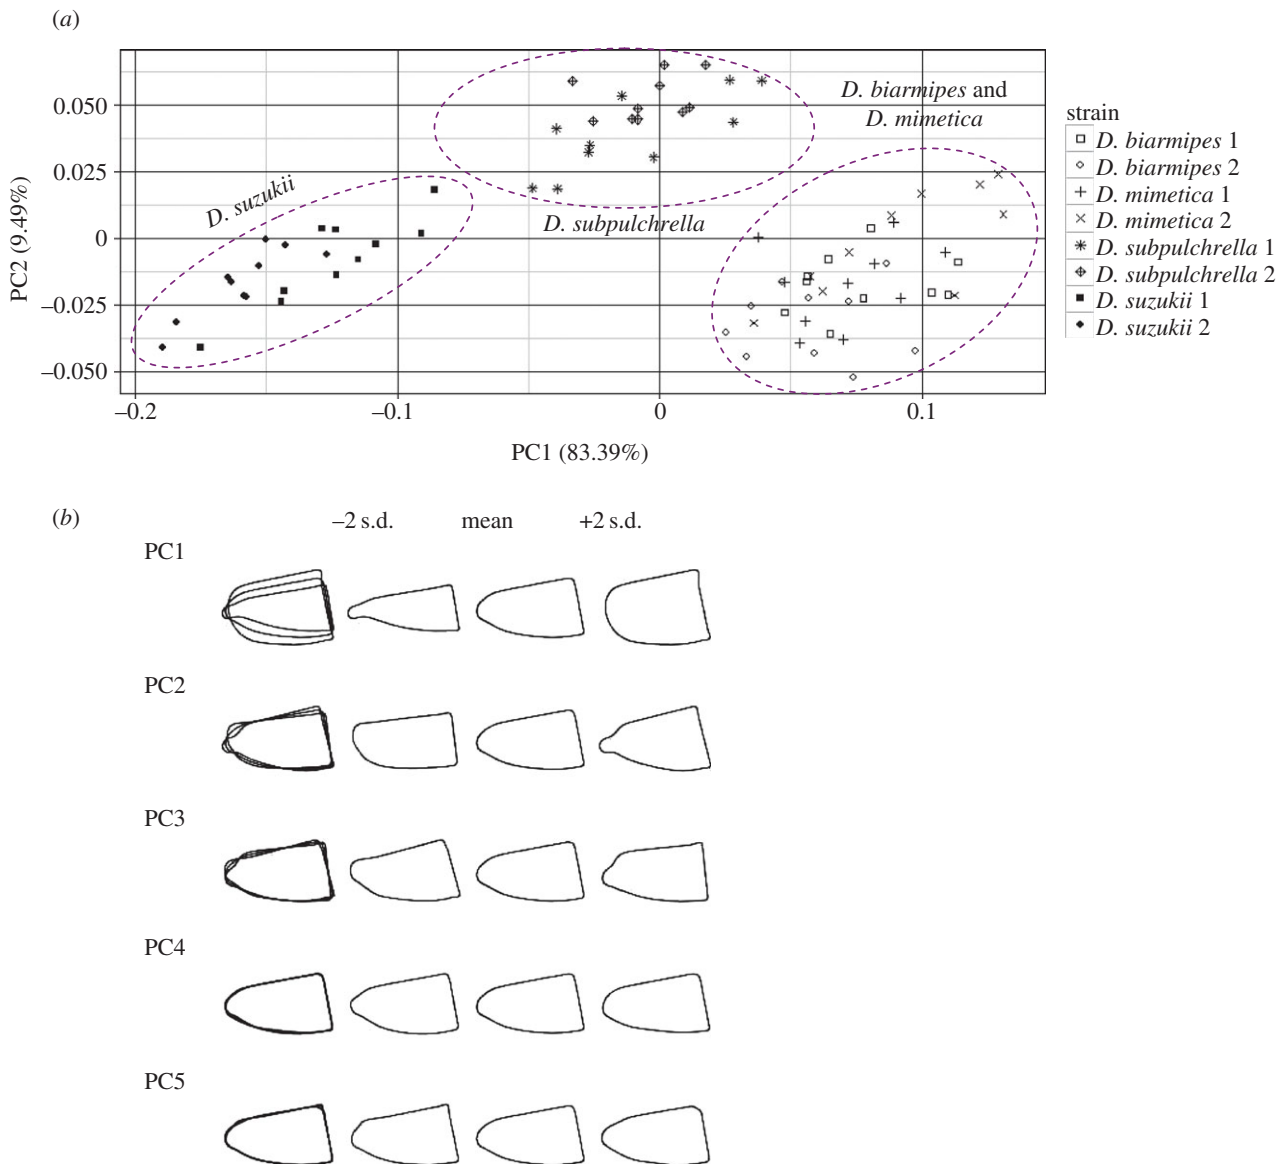 (a)
0.050
0.025
0
–0.025
–0.050
PC2 (9.49%)
D. suzukii
D. subpulchrella
D. biarmipes and
D. mimetica
–0.2
–0.1
0
0.1
PC1 (83.39%)
strain
D. biarmipes 1
D. biarmipes 2
D. mimetica 1
D. mimetica 2
D. subpulchrella 1
D. subpulchrella 2
D. suzukii 1
D. suzukii 2
(b)
–2 s.d. mean +2 s.d.
PC1
PC2
PC3
PC4
PC5